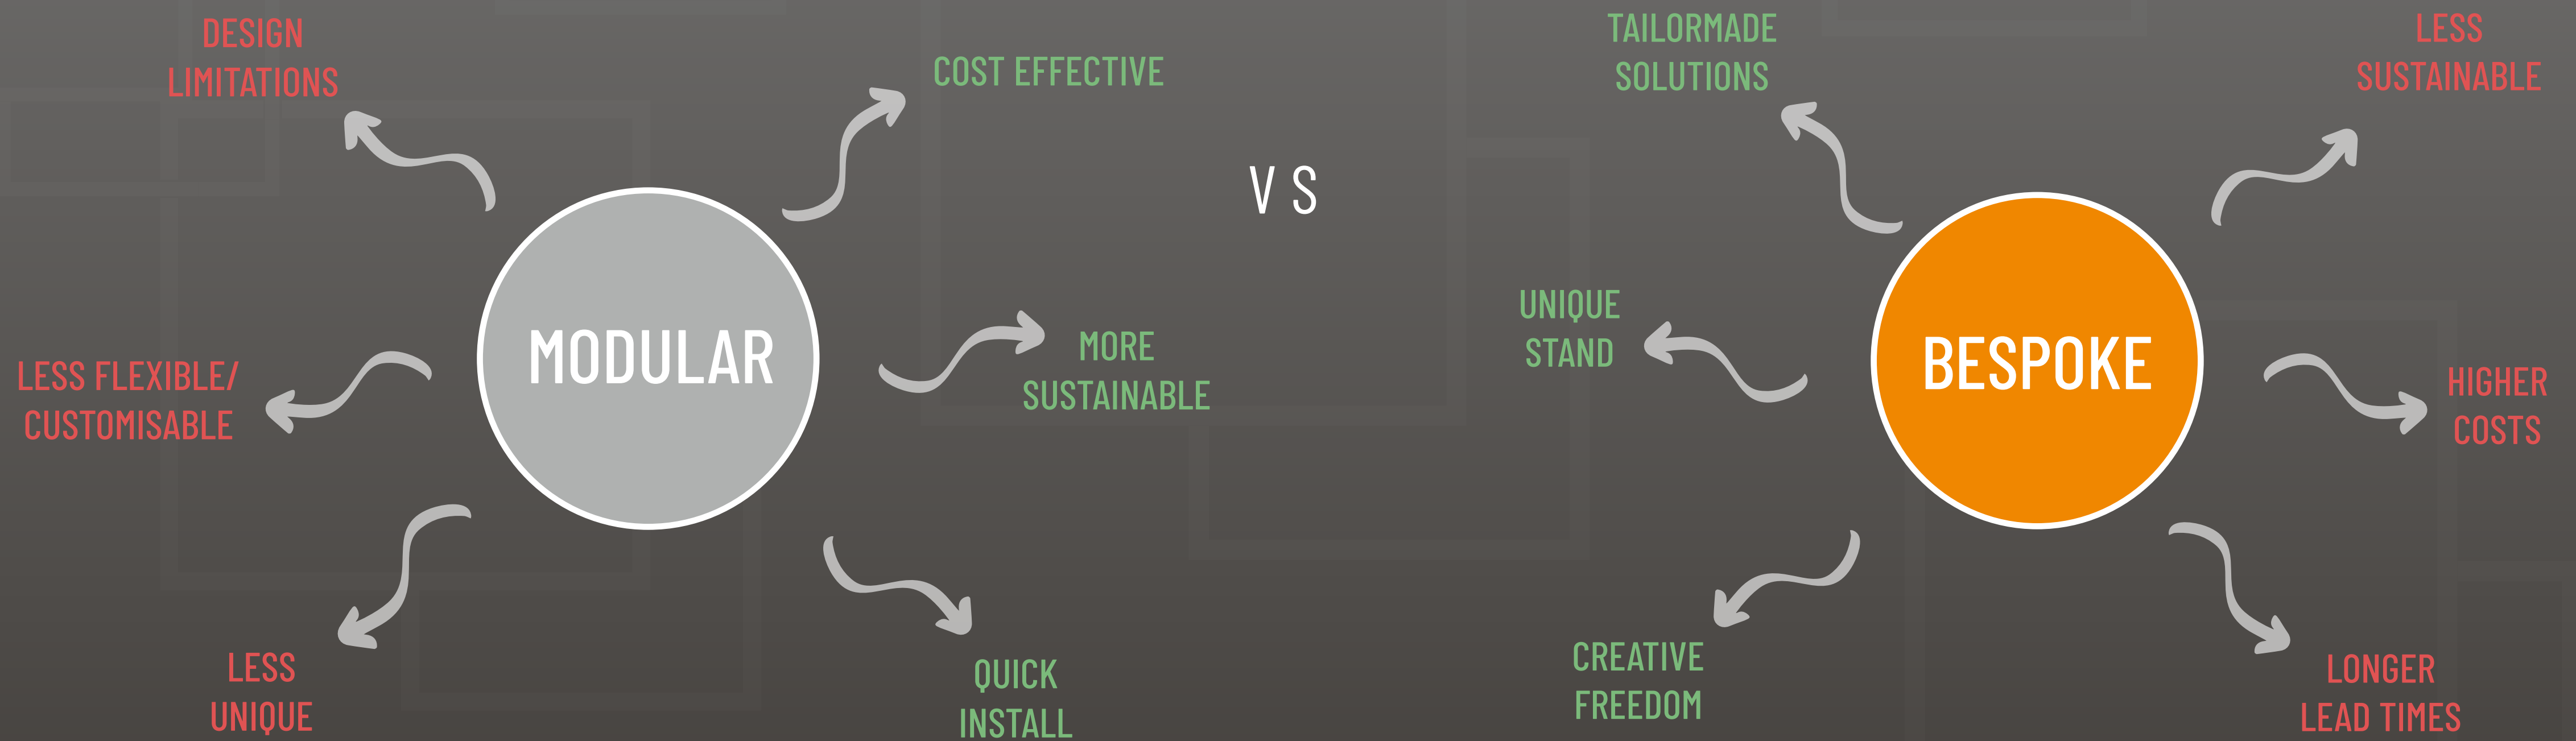 DESIGN
LIMITATIONS
COST EFFECTIVE
LESS FLEXIBLE/
CUSTOMISABLE
MODULAR
MORE
SUSTAINABLE
LESS
UNIQUE
QUICK
INSTALL
VS
TAILORMADE
SOLUTIONS
LESS
SUSTAINABLE
UNIQUE
STAND
BESPOKE
HIGHER
COSTS
CREATIVE
FREEDOM
LONGER
LEAD TIMES